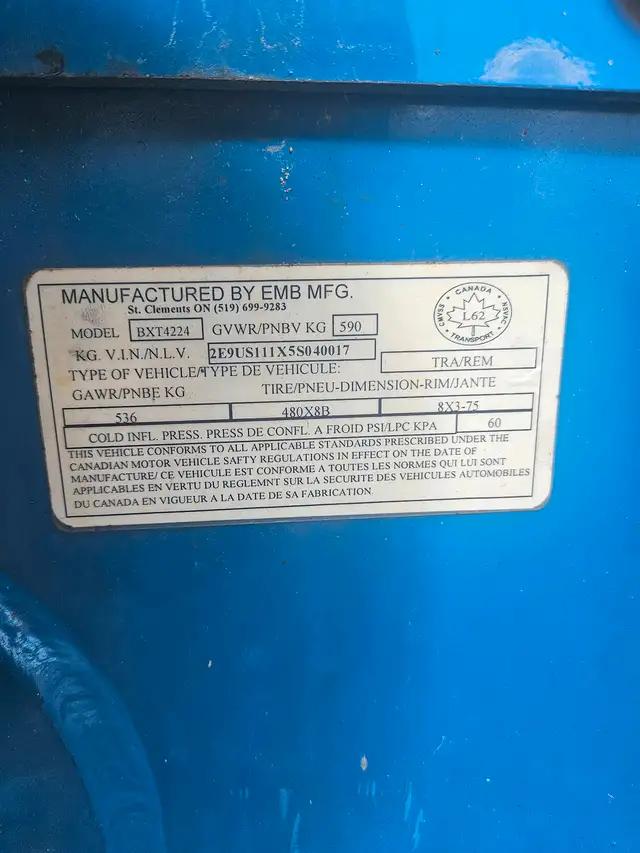 MANUFACTURED BY EMB MFG.
St. Clements ON (519) 699-9283
MODEL BXT4224 GVWR/PNBV KG 590
KG. V.I.N./N.L.V. 2E9US111X5S040017
TYPE OF VEHICULE/TYPE DE VEHICULE: TRA/REM
GAWR/PNBE KG TIRE/PNEU-DIMENSION-RIM/JANTE
536 480X8B 8X3-75
COLD INFL. PRESS. PRESS DE CONFL. A FROID PSI/LPC KPA 60
THIS VEHICLE CONFORMS TO ALL APPLICABLE STANDARDS PRESCRIBED UNDER THE
CANADIAN MOTOR VEHICLE SAFTY REGULATIONS IN EFFECT ON THE DATE OF
MANUFACTURE/ CE VEHICULE EST CONFORME A TOUTES LES NORMES QUI LUI SONT
APPLICABLES EN VERTU DU REGLEMNT SUR LA SECURITE DES VEHICULES AUTOMOBILES
DU CANADA EN VIGUEUR A LA DATE DE SA FABRICATION.
CANADA
CMVSS
L62
NSVAC
TRANSPORT